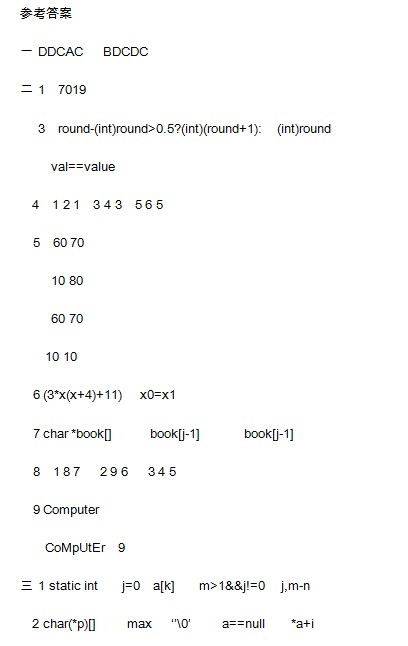 参考答案
一 DDCAC BDCDC
二 1 7019
3 round-(int)round>0.5?(int)(round+1): (int)round
val==value
4 1 2 1 3 4 3 5 6 5
5 60 70
10 80
60 70
10 10
6 (3*x(x+4)+11) x0=x1
7 char *book[] book[j-1] book[j-1]
8 1 8 7 2 9 6 3 4 5
9 Computer
CoMpUtEr 9
三 1 static int j=0 a[k] m>1&&j!=0 j,m-n
2 char(*p)[] max ‘'\0’ a==null *a+i